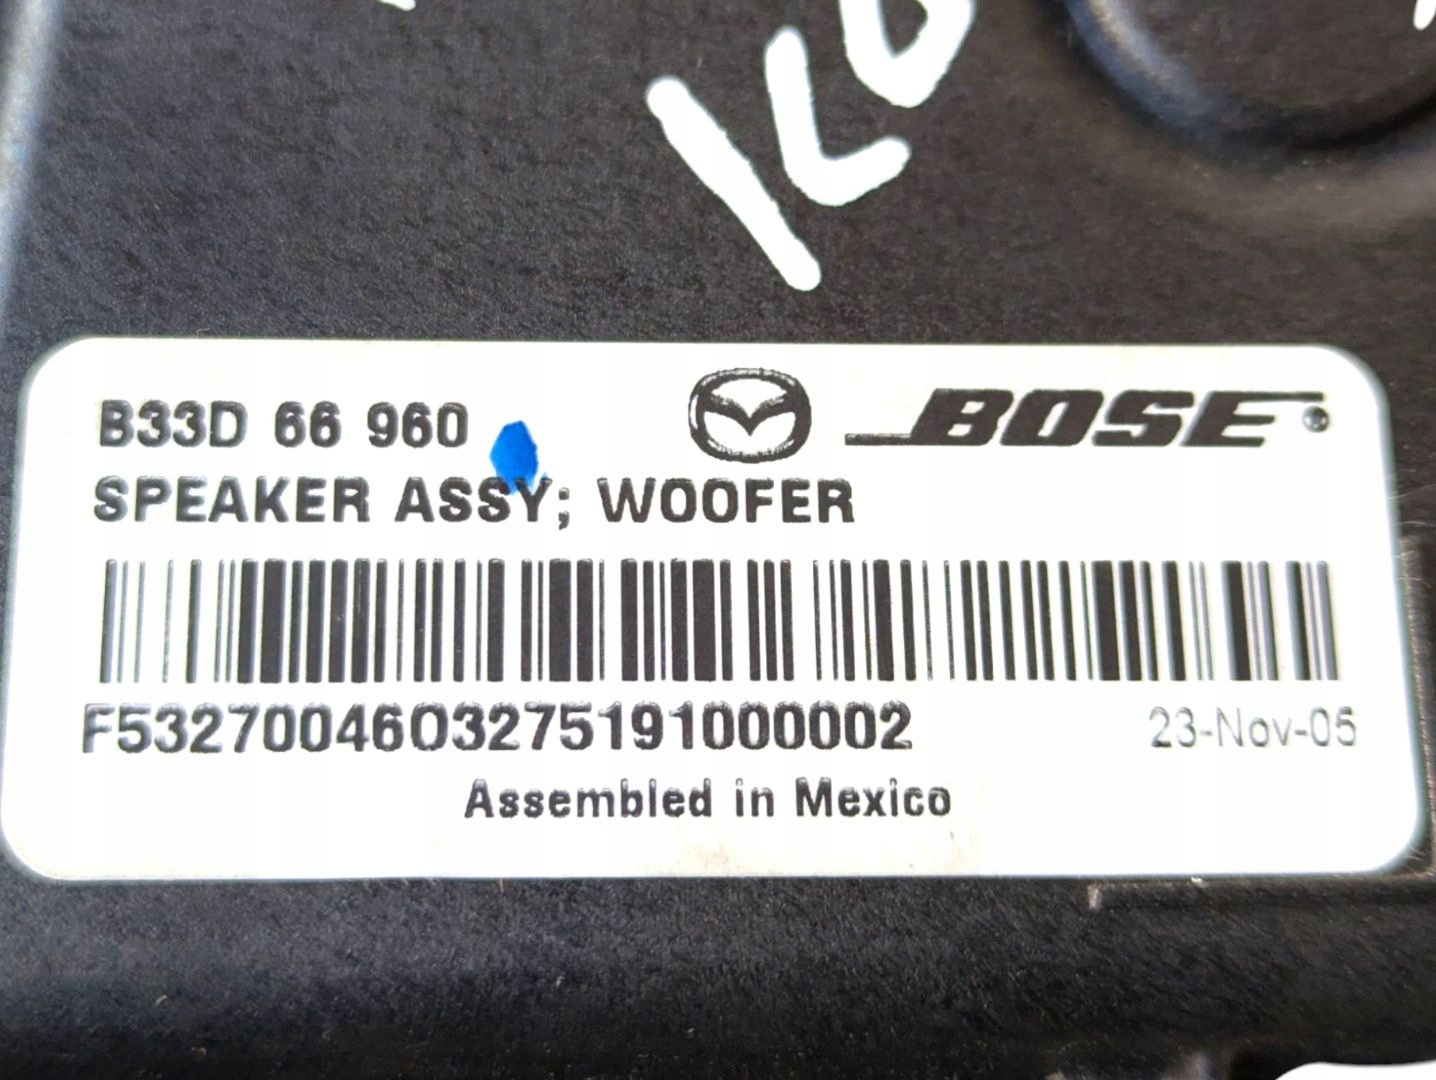 B33D 66 960
BOSE
SPEAKER ASSY; WOOFER
F5327004603275191000002
23-Nov-05
Assembled in Mexico